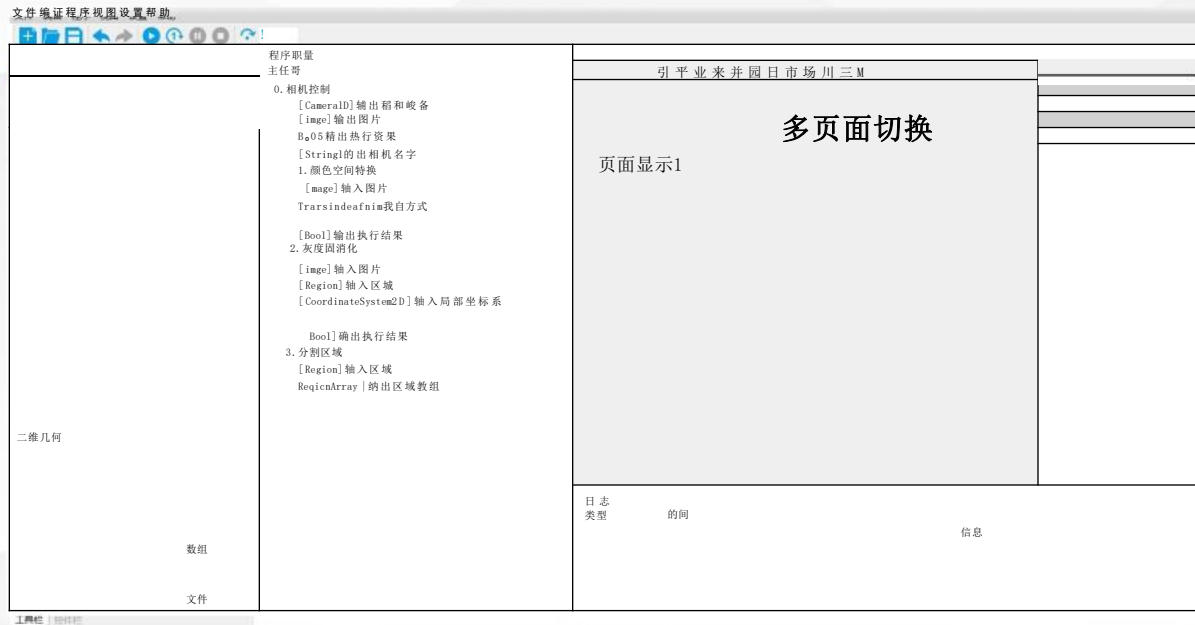 文件编证程序视图设置帮助
程序职量
主任哥
0.相机控制
[CameralD]辅出稻和峻备
[imge]输出图片
B。05精出热行资果
[Stringl的出相机名字
1.颜色空间特换
[mage]轴入图片
Trarsindeafnim我自方式
[Bool]输出执行结果
2.灰度固消化
[imge]轴入图片
[Region]轴入区城
[CoordinateSystem2D]轴入局部坐标系
Bool]确出执行结果
3.分割区域
[Region]轴入区域
ReqicnArray|纳出区域教组
二维几何
数组
文件
工具栏 | 控件栏
引平业来并园日市场川三M
多页面切换
页面显示1
日志
类型 的间
信息